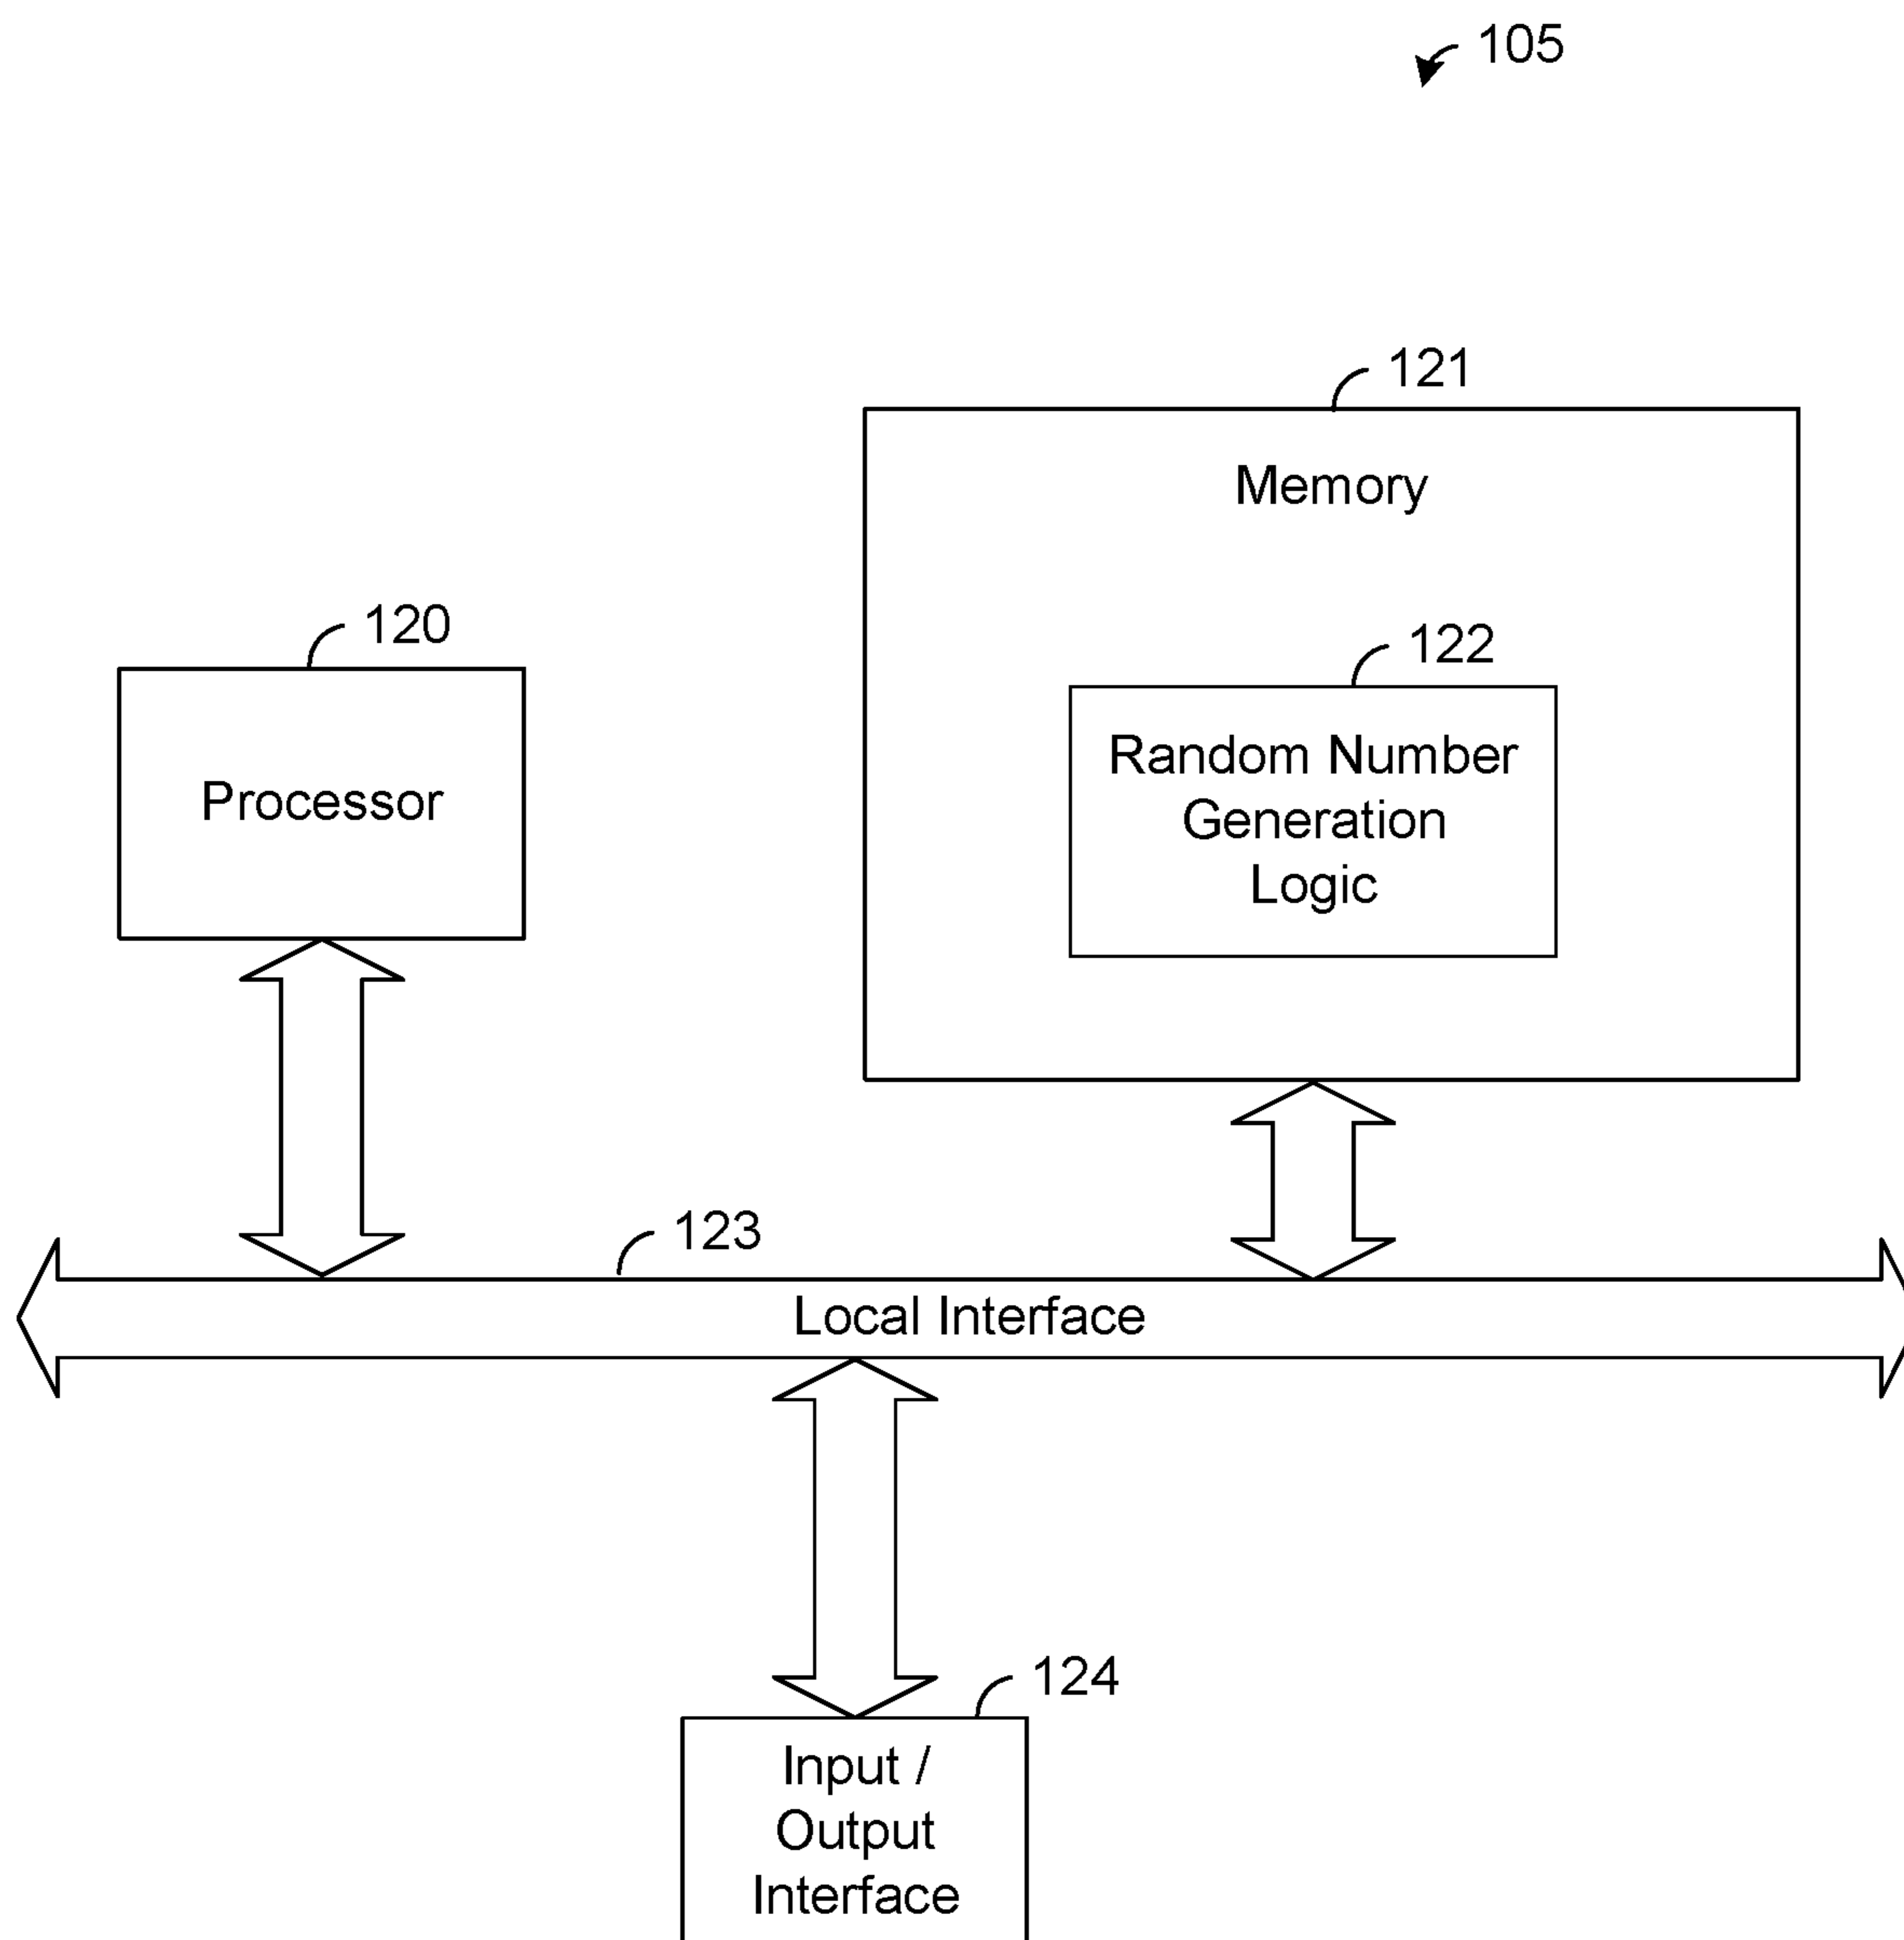 105
121
Memory
120
122
Processor
Random Number
Generation
Logic
123
Local Interface
124
Input /
Output
Interface